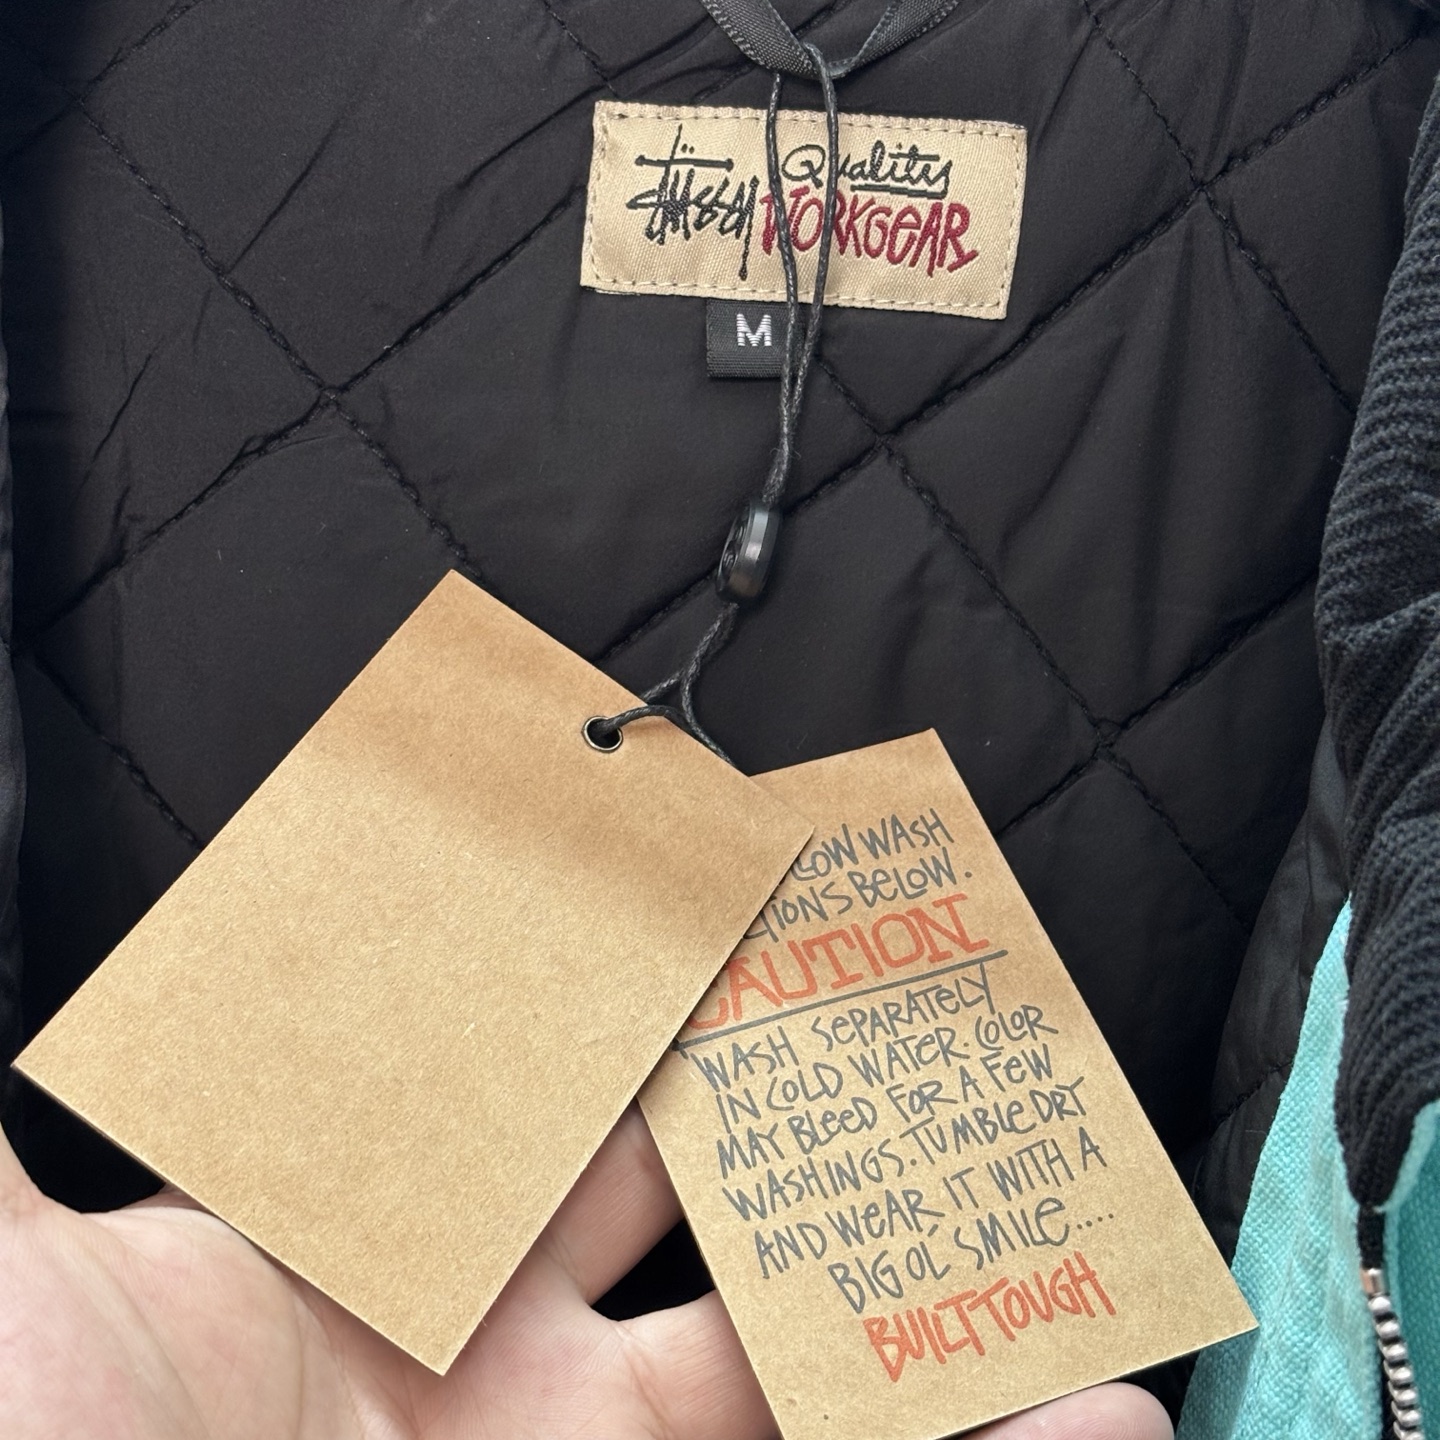 Stüssy Quality
WORKGEAR
M
LOW WASH
TIONS BELOW.
CAUTION
WASH SEPARATELY
IN COLD WATER. COLOR
MAY BLEED FOR A FEW
WASHINGS. TUMBLE DRY
AND WEAR IT WITH A
BIG OL' SMILE....
BUILT TOUGH